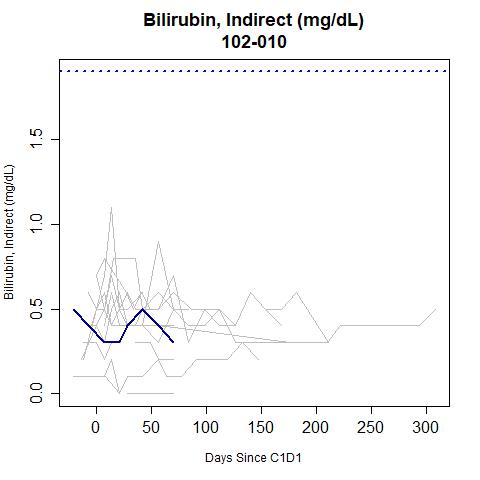 Bilirubin, Indirect (mg/dL)
102-010
Bilirubin, Indirect (mg/dL)
1.5
1.0
0.5
0.0
0 50 100 150 200 250 300
Days Since C1D1